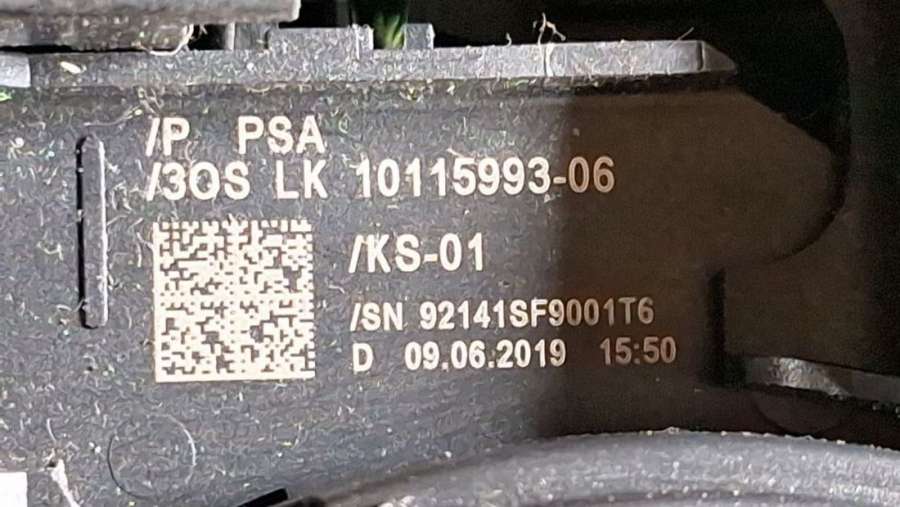 /P PSA
/3OS LK 10115993-06
/KS-01
/SN 92141SF9001T6
D 09.06.2019 15:50